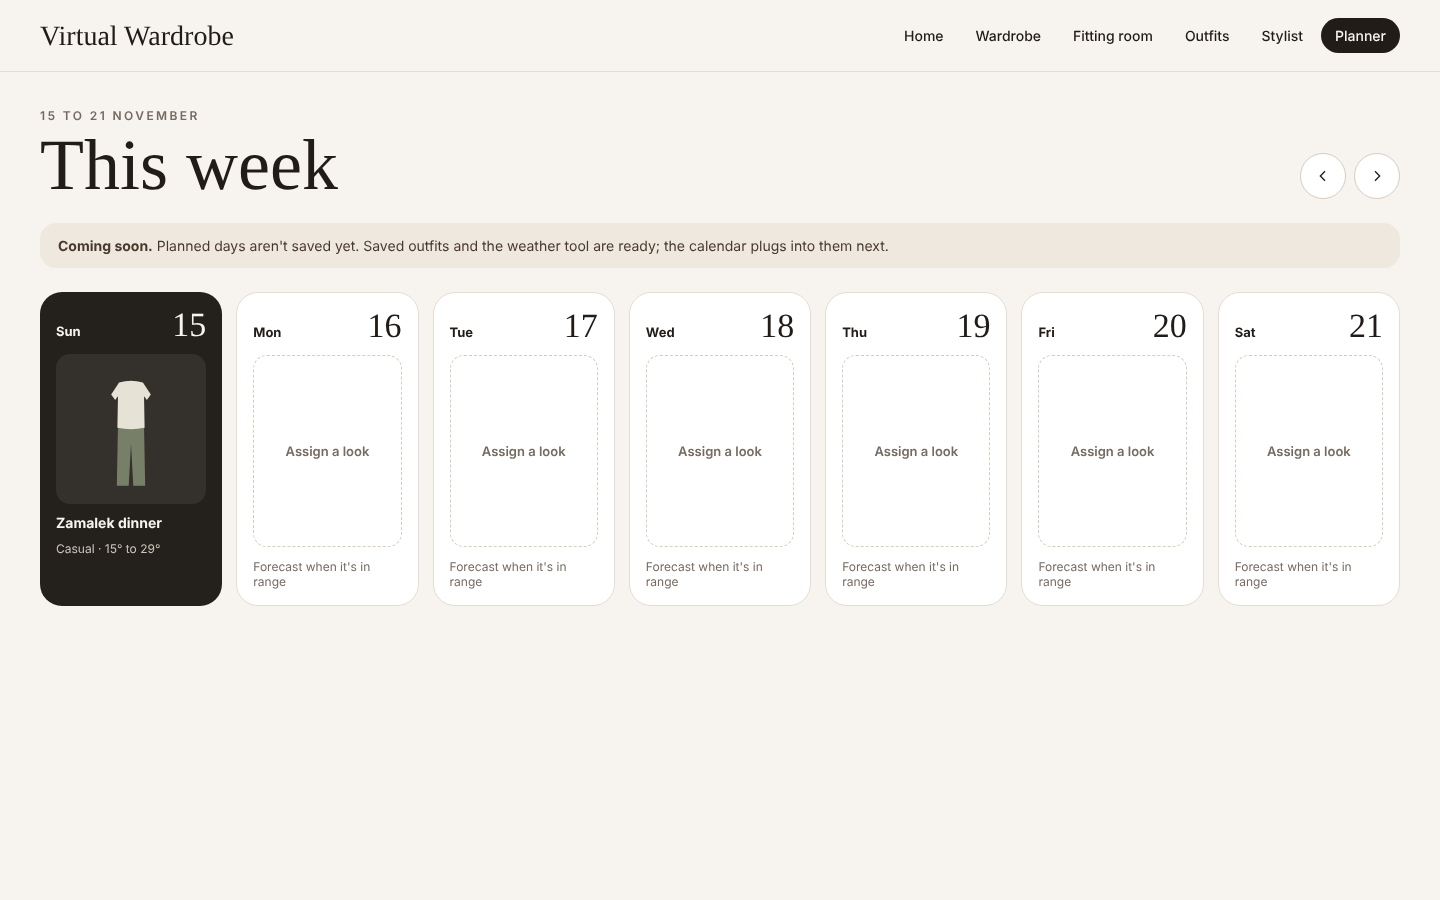 Virtual Wardrobe
Home
Wardrobe
Fitting room
Outfits
Stylist
Planner
15 TO 21 NOVEMBER
This week
Coming soon. Planned days aren't saved yet. Saved outfits and the weather tool are ready; the calendar plugs into them next.
Sun 15
Zamalek dinner
Casual · 15° to 29°
Mon 16
Assign a look
Forecast when it's in
range
Tue 17
Assign a look
Forecast when it's in
range
Wed 18
Assign a look
Forecast when it's in
range
Thu 19
Assign a look
Forecast when it's in
range
Fri 20
Assign a look
Forecast when it's in
range
Sat 21
Assign a look
Forecast when it's in
range